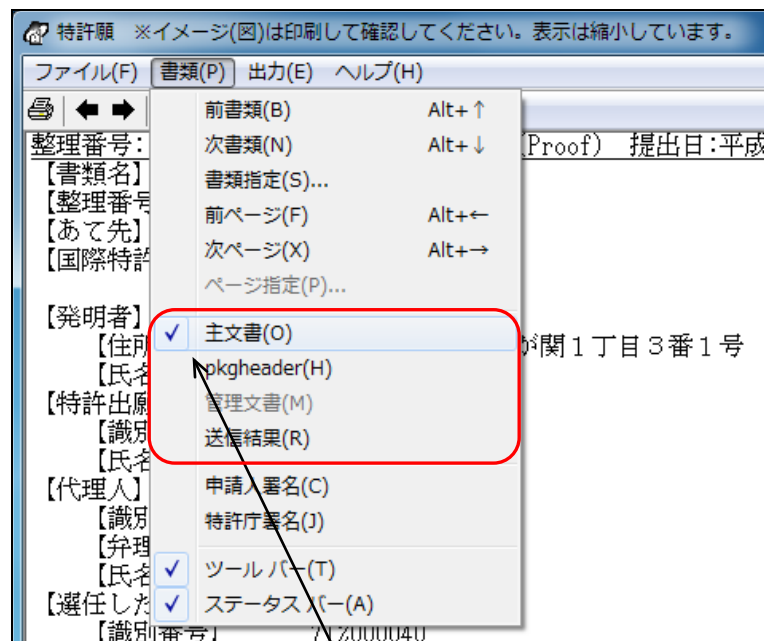 特許願 ※イメージ(図)は印刷して確認してください。表示は縮小しています。
ファイル(F) 書類(P) 出力(E) ヘルプ(H)
整理番号:
(Proof) 提出日:平成
【書類名】
【整理番号
【あて先】
【国際特許
【発明者】
【住所
が関1丁目3番1号
【氏名
【特許出願
【識別
【氏名
【代理人】
【識別
【弁理
【氏名
【選任した
【識別番号】 712000040
前書類(B) Alt+↑
次書類(N) Alt+↓
書類指定(S)...
前ページ(F) Alt+←
次ページ(X) Alt+→
ページ指定(P)...
主文書(O)
pkgheader(H)
管理文書(M)
送信結果(R)
申請人署名(C)
特許庁署名(J)
ツール バー(T)
ステータス バー(A)